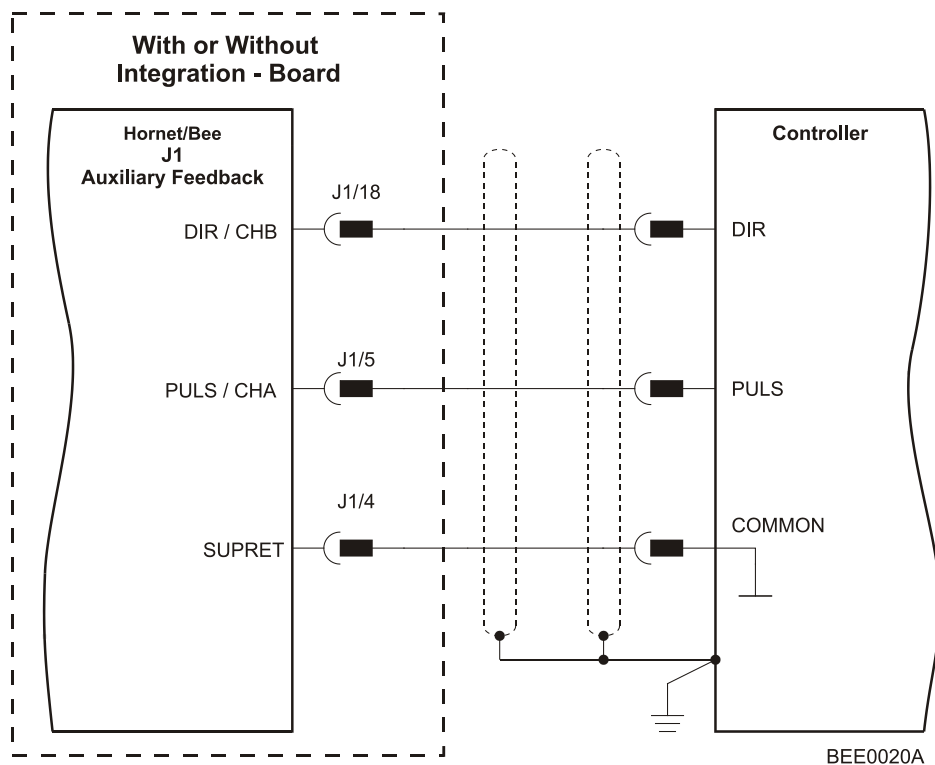 With or Without
Integration - Board
Hornet/Bee
J1
Auxiliary Feedback
Controller
J1/18
DIR / CHB
DIR
J1/5
PULS / CHA
PULS
J1/4
SUPRET
COMMON
BEE0020A